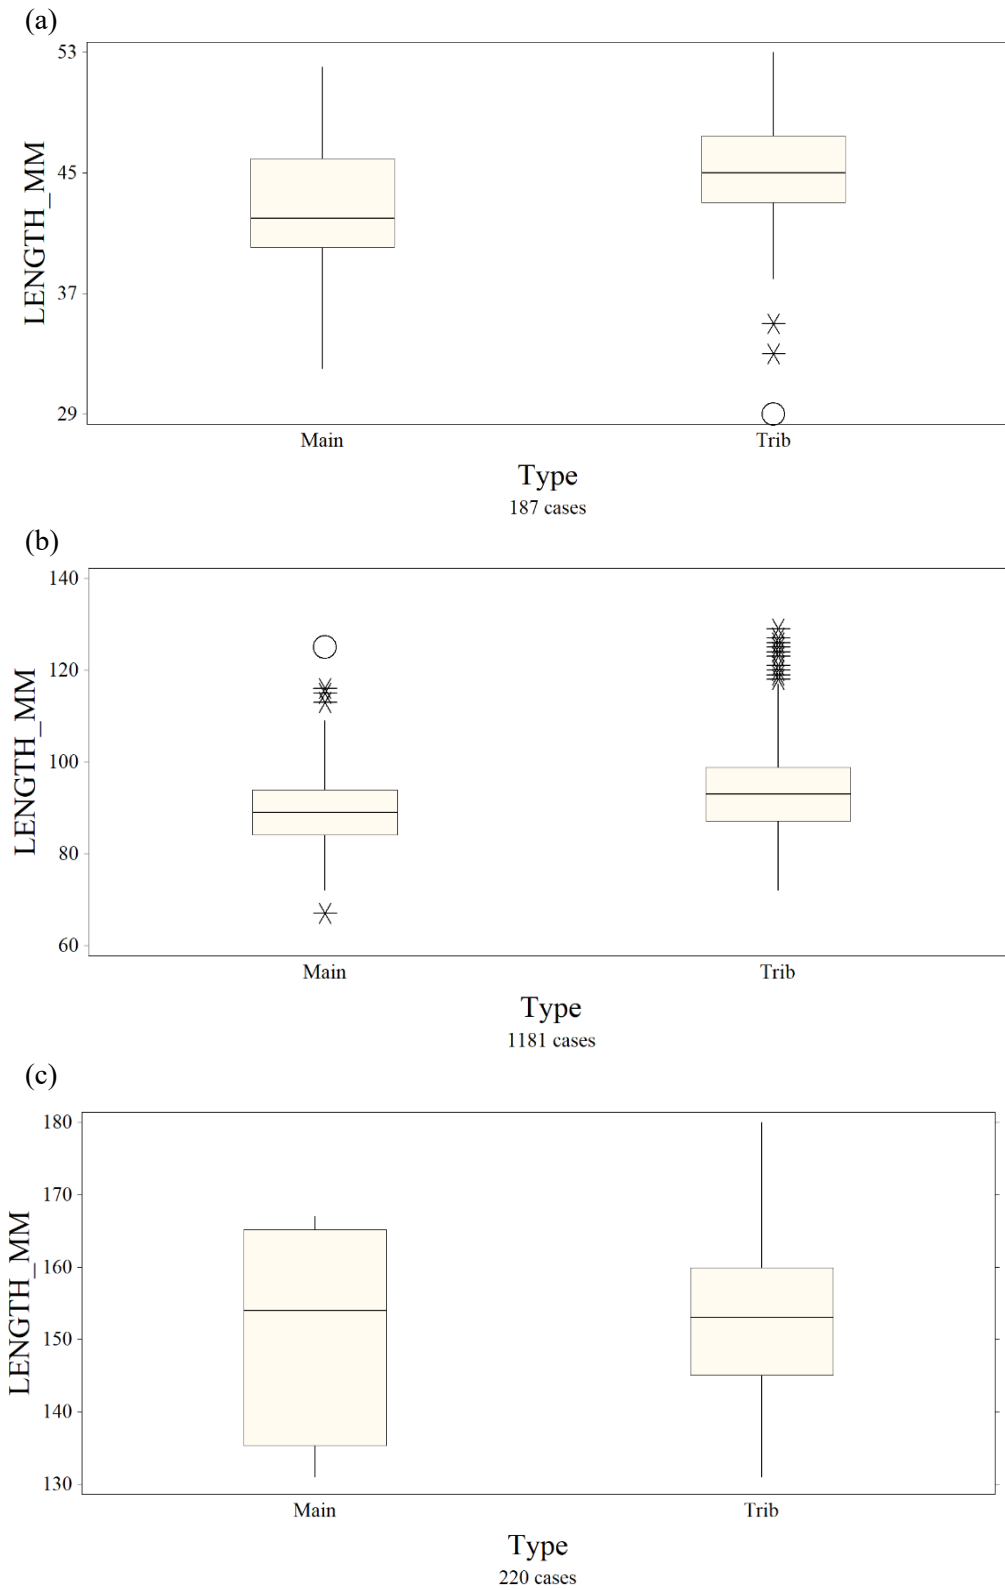 (a)
53
45
37
29
LENGTH_MM
Main Trib
Type
187 cases
(b)
140
120
100
80
60
LENGTH_MM
Main Trib
Type
1181 cases
(c)
180
170
160
150
140
130
LENGTH_MM
Main Trib
Type
220 cases